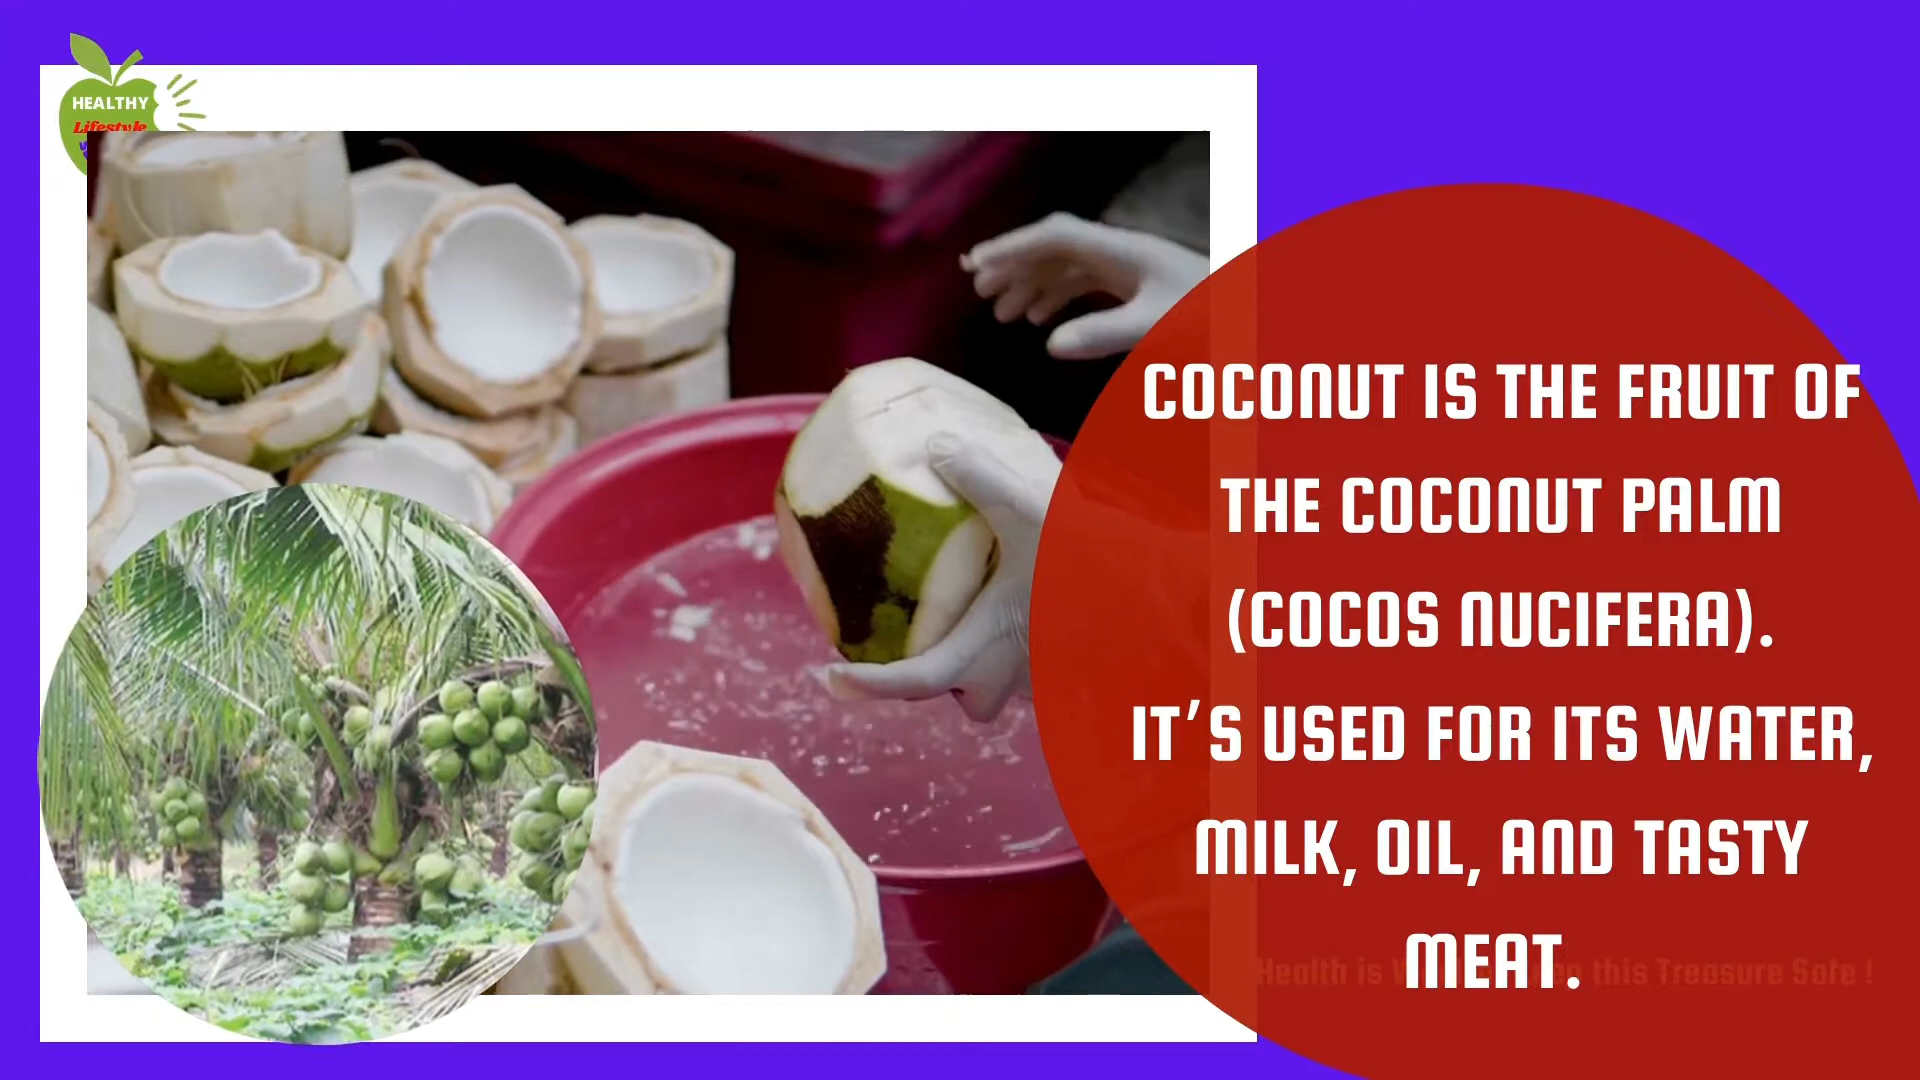 HEALTHY
Lifestyle
COCONUT IS THE FRUIT OF
THE COCONUT PALM
(COCOS NUCIFERA).
IT'S USED FOR ITS WATER,
MILK, OIL, AND TASTY
MEAT.
Health is this Treasure Safe !